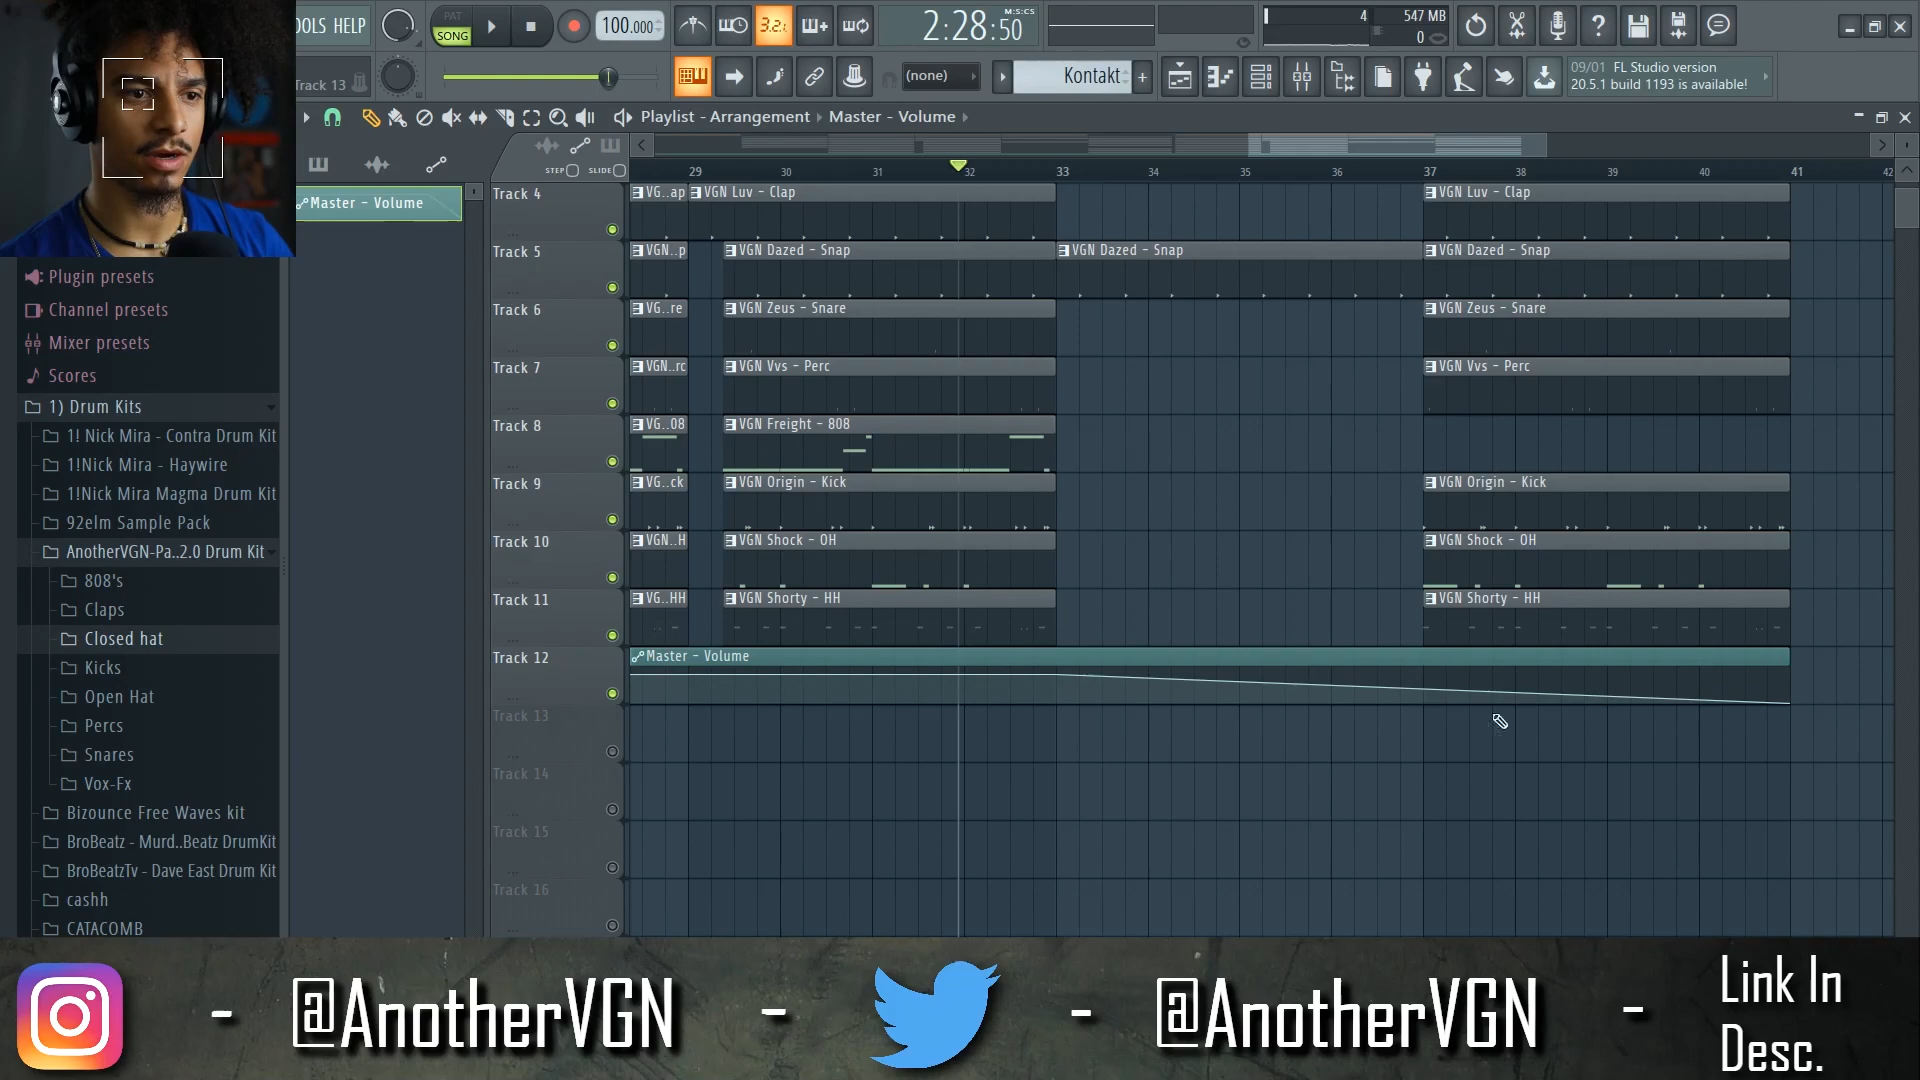 OOLS HELP
PAT
SONG
100.000
3.2.
2:28:50
M:S:CS
4
547 MB
0
Track 13
(none)
Kontakt
09/01 FL Studio version
20.5.1 build 1193 is available!
Playlist - Arrangement
Master - Volume
STEP
SLIDE
29
30
31
32
33
34
35
36
37
38
39
40
41
42
Master - Volume
Plugin presets
Channel presets
Mixer presets
Scores
1) Drum Kits
1! Nick Mira - Contra Drum Kit
1!Nick Mira - Haywire
1!Nick Mira Magma Drum Kit
92elm Sample Pack
AnotherVGN-Pa..2.0 Drum Kit
808's
Claps
Closed hat
Kicks
Open Hat
Percs
Snares
Vox-Fx
Bizounce Free Waves kit
BroBeatz - Murd..Beatz DrumKit
BroBeatzTv - Dave East Drum Kit
cashh
CATACOMB
Track 4
VG..ap
VGN Luv - Clap
VGN Luv - Clap
Track 5
VGN..p
VGN Dazed - Snap
VGN Dazed - Snap
VGN Dazed - Snap
Track 6
VG..re
VGN Zeus - Snare
VGN Zeus - Snare
Track 7
VGN..rc
VGN Vvs - Perc
VGN Vvs - Perc
Track 8
VG..08
VGN Freight - 808
Track 9
VG..ck
VGN Origin - Kick
VGN Origin - Kick
Track 10
VGN..H
VGN Shock - OH
VGN Shock - OH
Track 11
VG..HH
VGN Shorty - HH
VGN Shorty - HH
Track 12
Master - Volume
Track 13
Track 14
Track 15
Track 16
- @AnotherVGN - - @AnotherVGN - Link In
Desc.